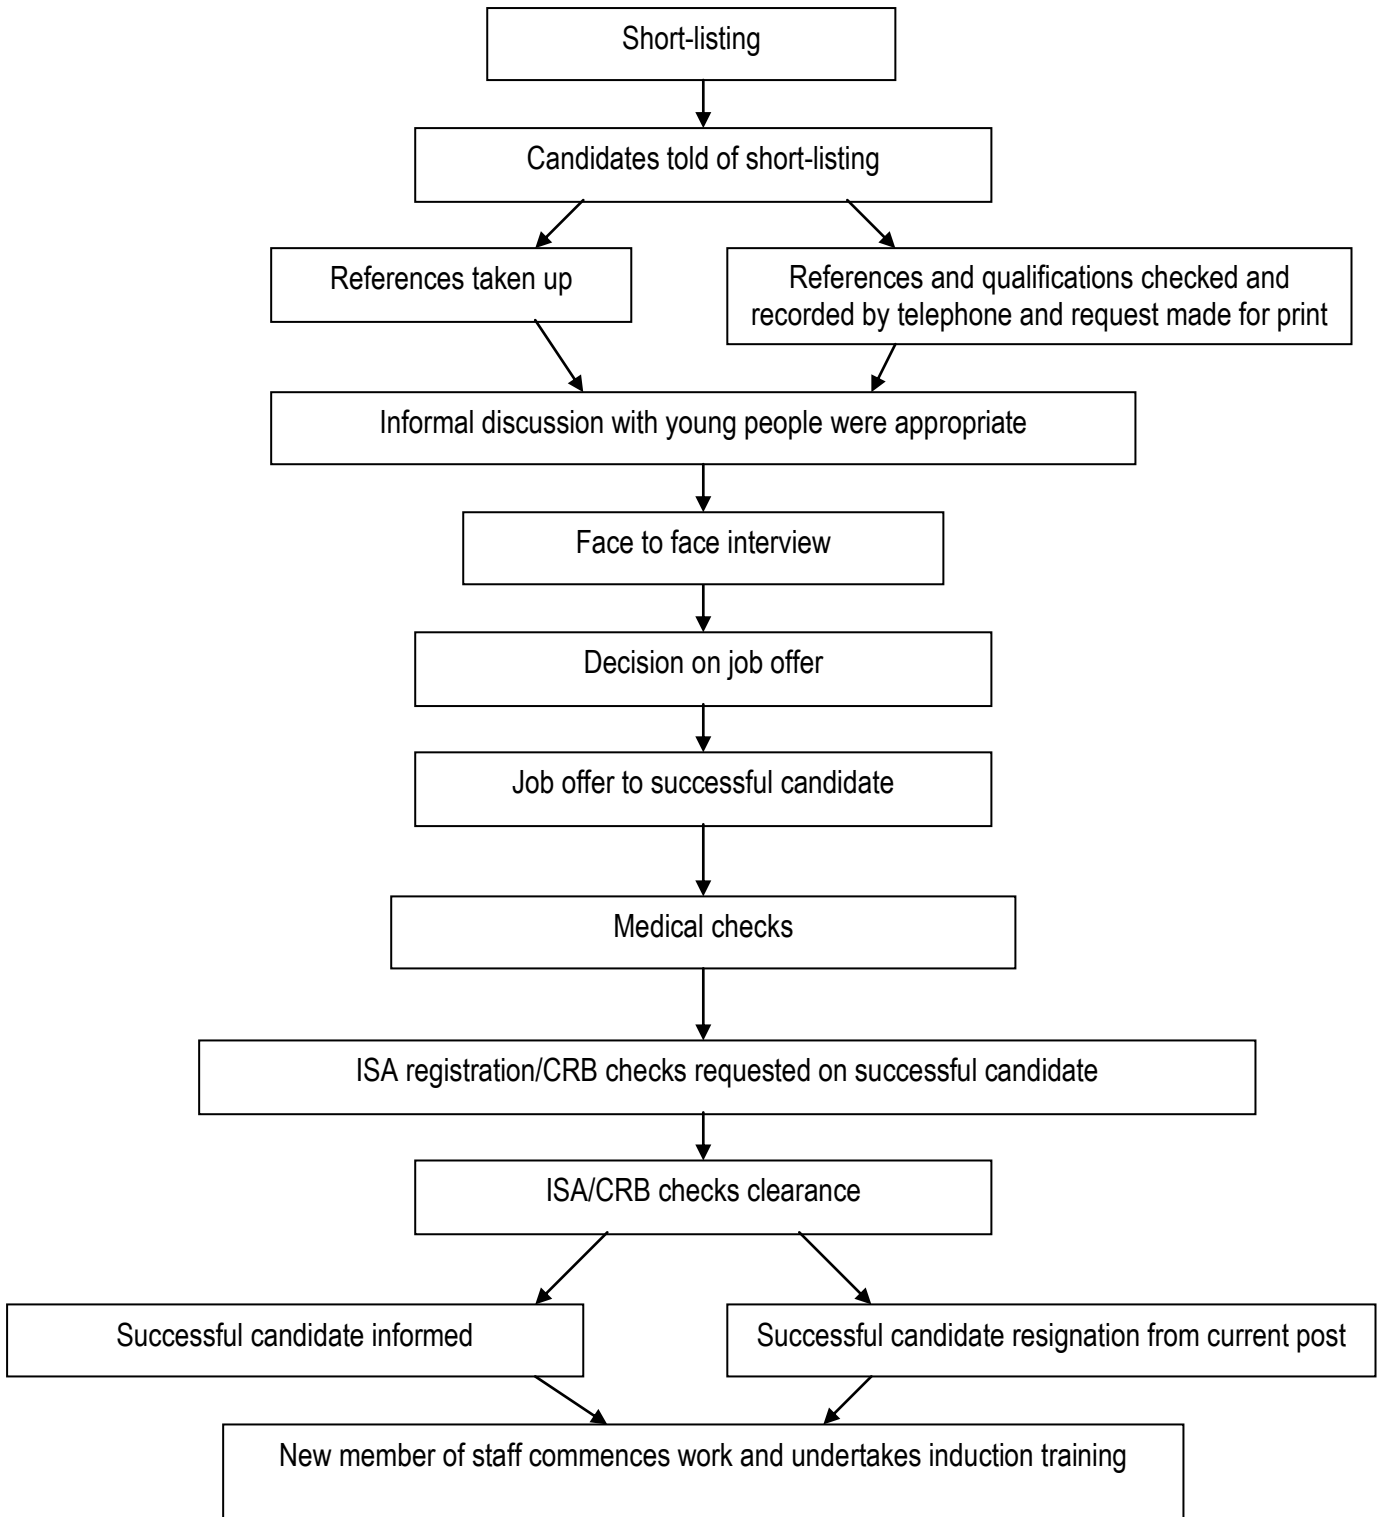 Short-listing
Candidates told of short-listing
References taken up
References and qualifications checked and
recorded by telephone and request made for print
Informal discussion with young people were appropriate
Face to face interview
Decision on job offer
Job offer to successful candidate
Medical checks
ISA registration/CRB checks requested on successful candidate
ISA/CRB checks clearance
Successful candidate informed
Successful candidate resignation from current post
New member of staff commences work and undertakes induction training